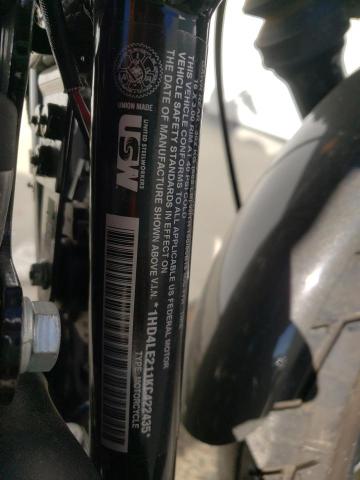 THIS VEHICLE CONFORMS TO ALL APPLICABLE US FEDERAL MOTOR
VEHICLE SAFETY STANDARDS IN EFFECT ON
THE DATE OF MANUFACTURE SHOWN ABOVE V.I.N.
*1HD4LE211KC422435*
TYPE: MOTORCYCLE
UNION MADE
USW
UNITED STEELWORKERS